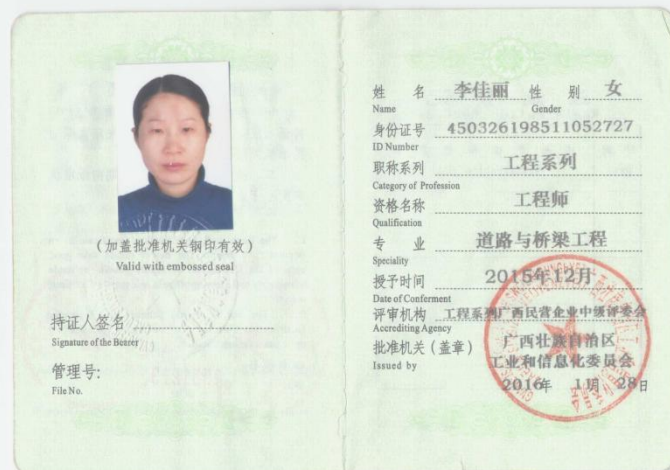 （加盖批准机关钢印有效）
Valid with embossed seal
持证人签名
Signature of the Bearer
管理号:
File No.
姓 名 李佳丽 性 别 女
Name Gender
身份证号 450326198511052727
ID Number
职称系列 工程系列
Category of Profession
资格名称 工程师
Qualification
专 业 道路与桥梁工程
Speciality
授予时间 2015年12月
Date of Conferment
评审机构 工程系列广西民营企业中级评委会
Accrediting Agency
批准机关（盖章） 广西壮族自治区
Issued by 工业和信息化委员会
2016年 1月 28日